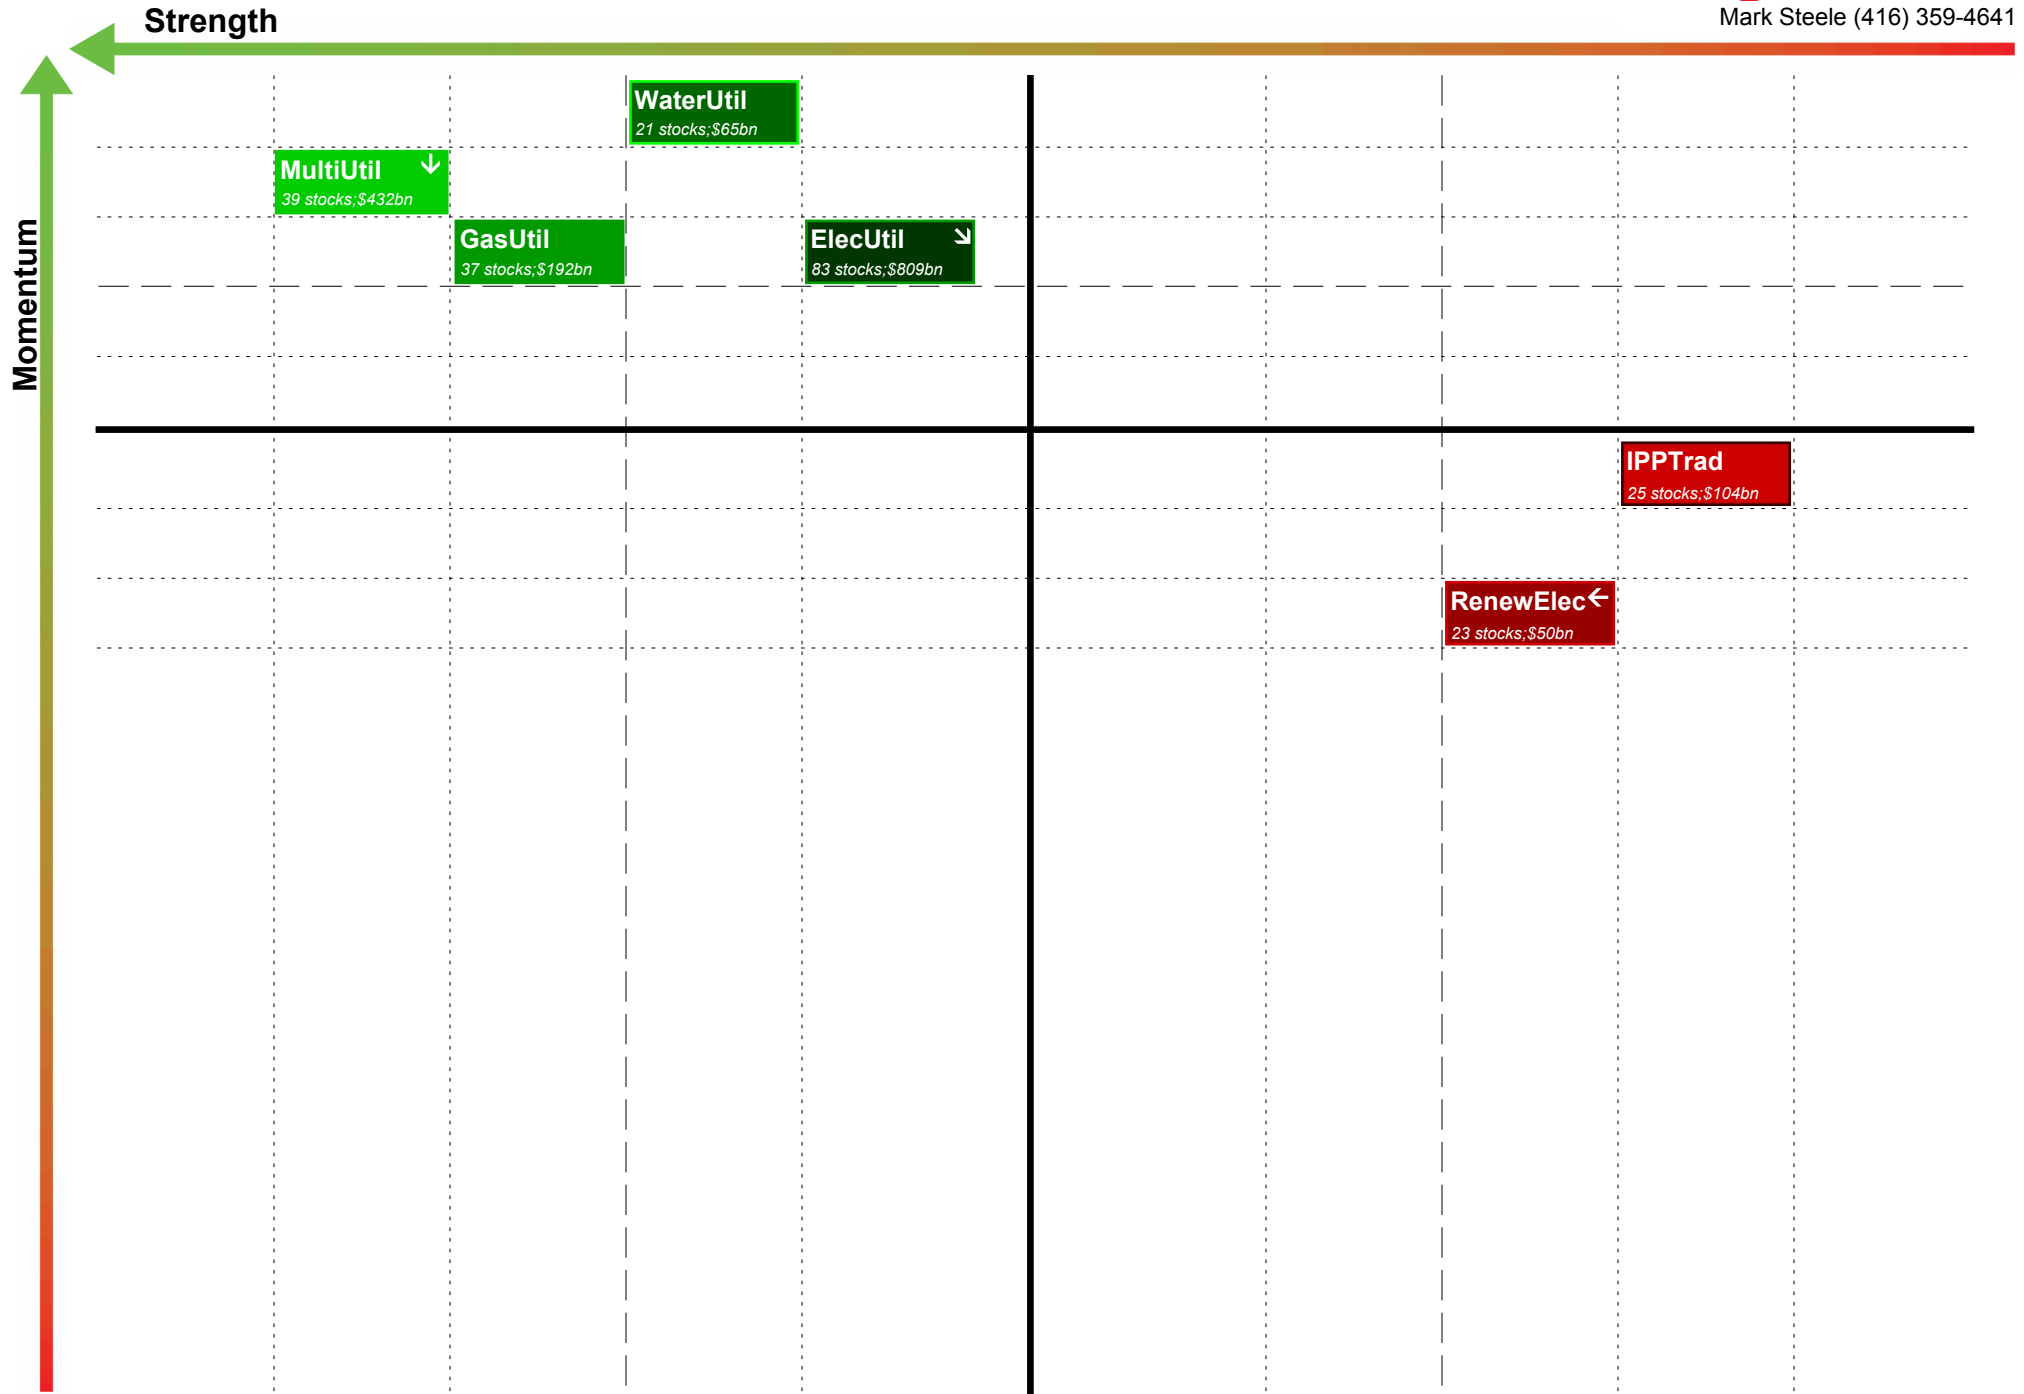 Strength
Mark Steele (416) 359-4641
Momentum
WaterUtil
21 stocks;$65bn
MultiUtil
39 stocks;$432bn
GasUtil
37 stocks;$192bn
ElecUtil
83 stocks;$809bn
IPPTrad
25 stocks;$104bn
RenewElec
23 stocks;$50bn